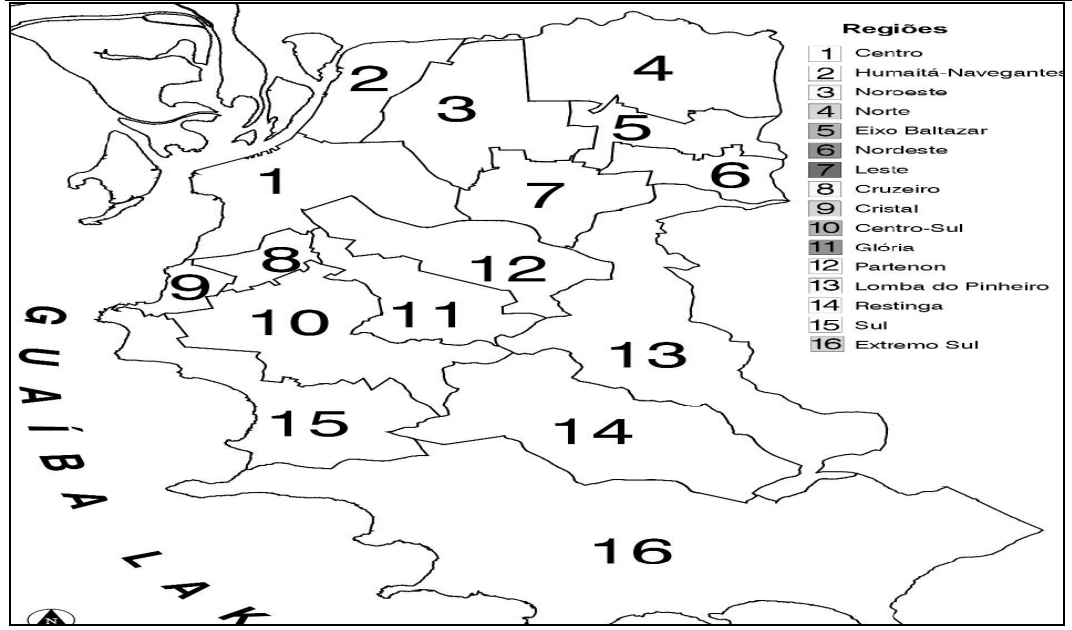 Regiões
1 Centro
2 Humaitá-Navegantes
3 Noroeste
4 Norte
5 Eixo Baltazar
6 Nordeste
7 Leste
8 Cruzeiro
9 Cristal
10 Centro-Sul
11 Glória
12 Partenon
13 Lomba do Pinheiro
14 Restinga
15 Sul
16 Extremo Sul
2
4
3
5
6
1
7
8
12
9
10
11
13
15
14
16
GUAÍBA LAK
N